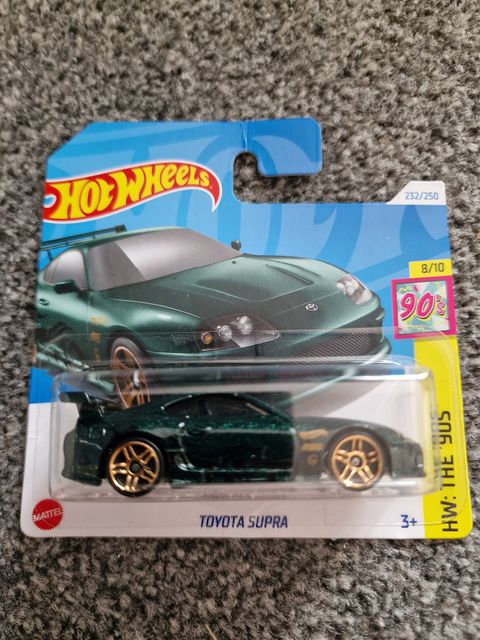 HOT WHEELS
232/250
8/10
90's
HW: THE '90S
MATTEL
TOYOTA SUPRA
3+